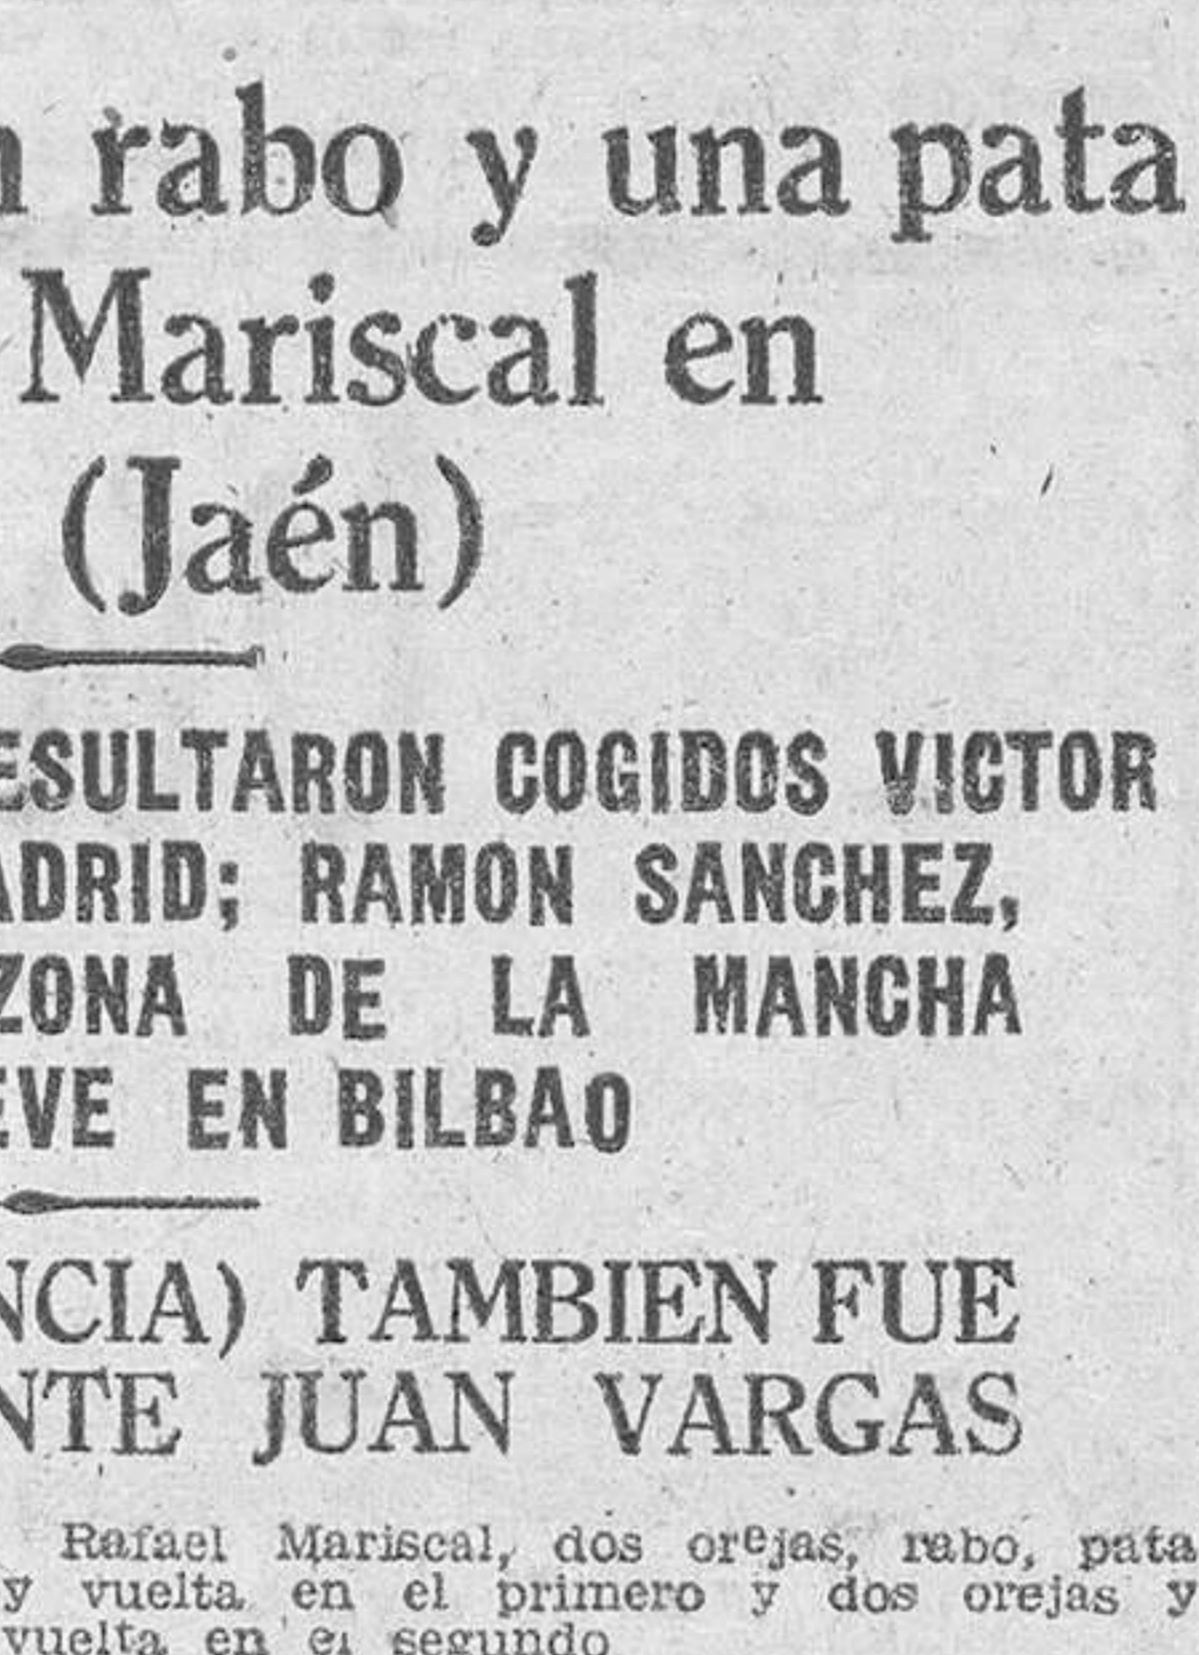 n rabo y una pata
Mariscal en
(Jaén)
ESULTARON COGIDOS VICTOR
ADRID; RAMON SANCHEZ,
ZONA DE LA MANCHA
EVE EN BILBAO
NCIA) TAMBIEN FUE
NTE JUAN VARGAS
Rafael Mariscal, dos orejas, rabo, pata
y vuelta en el primero y dos orejas y
vuelta en el segundo